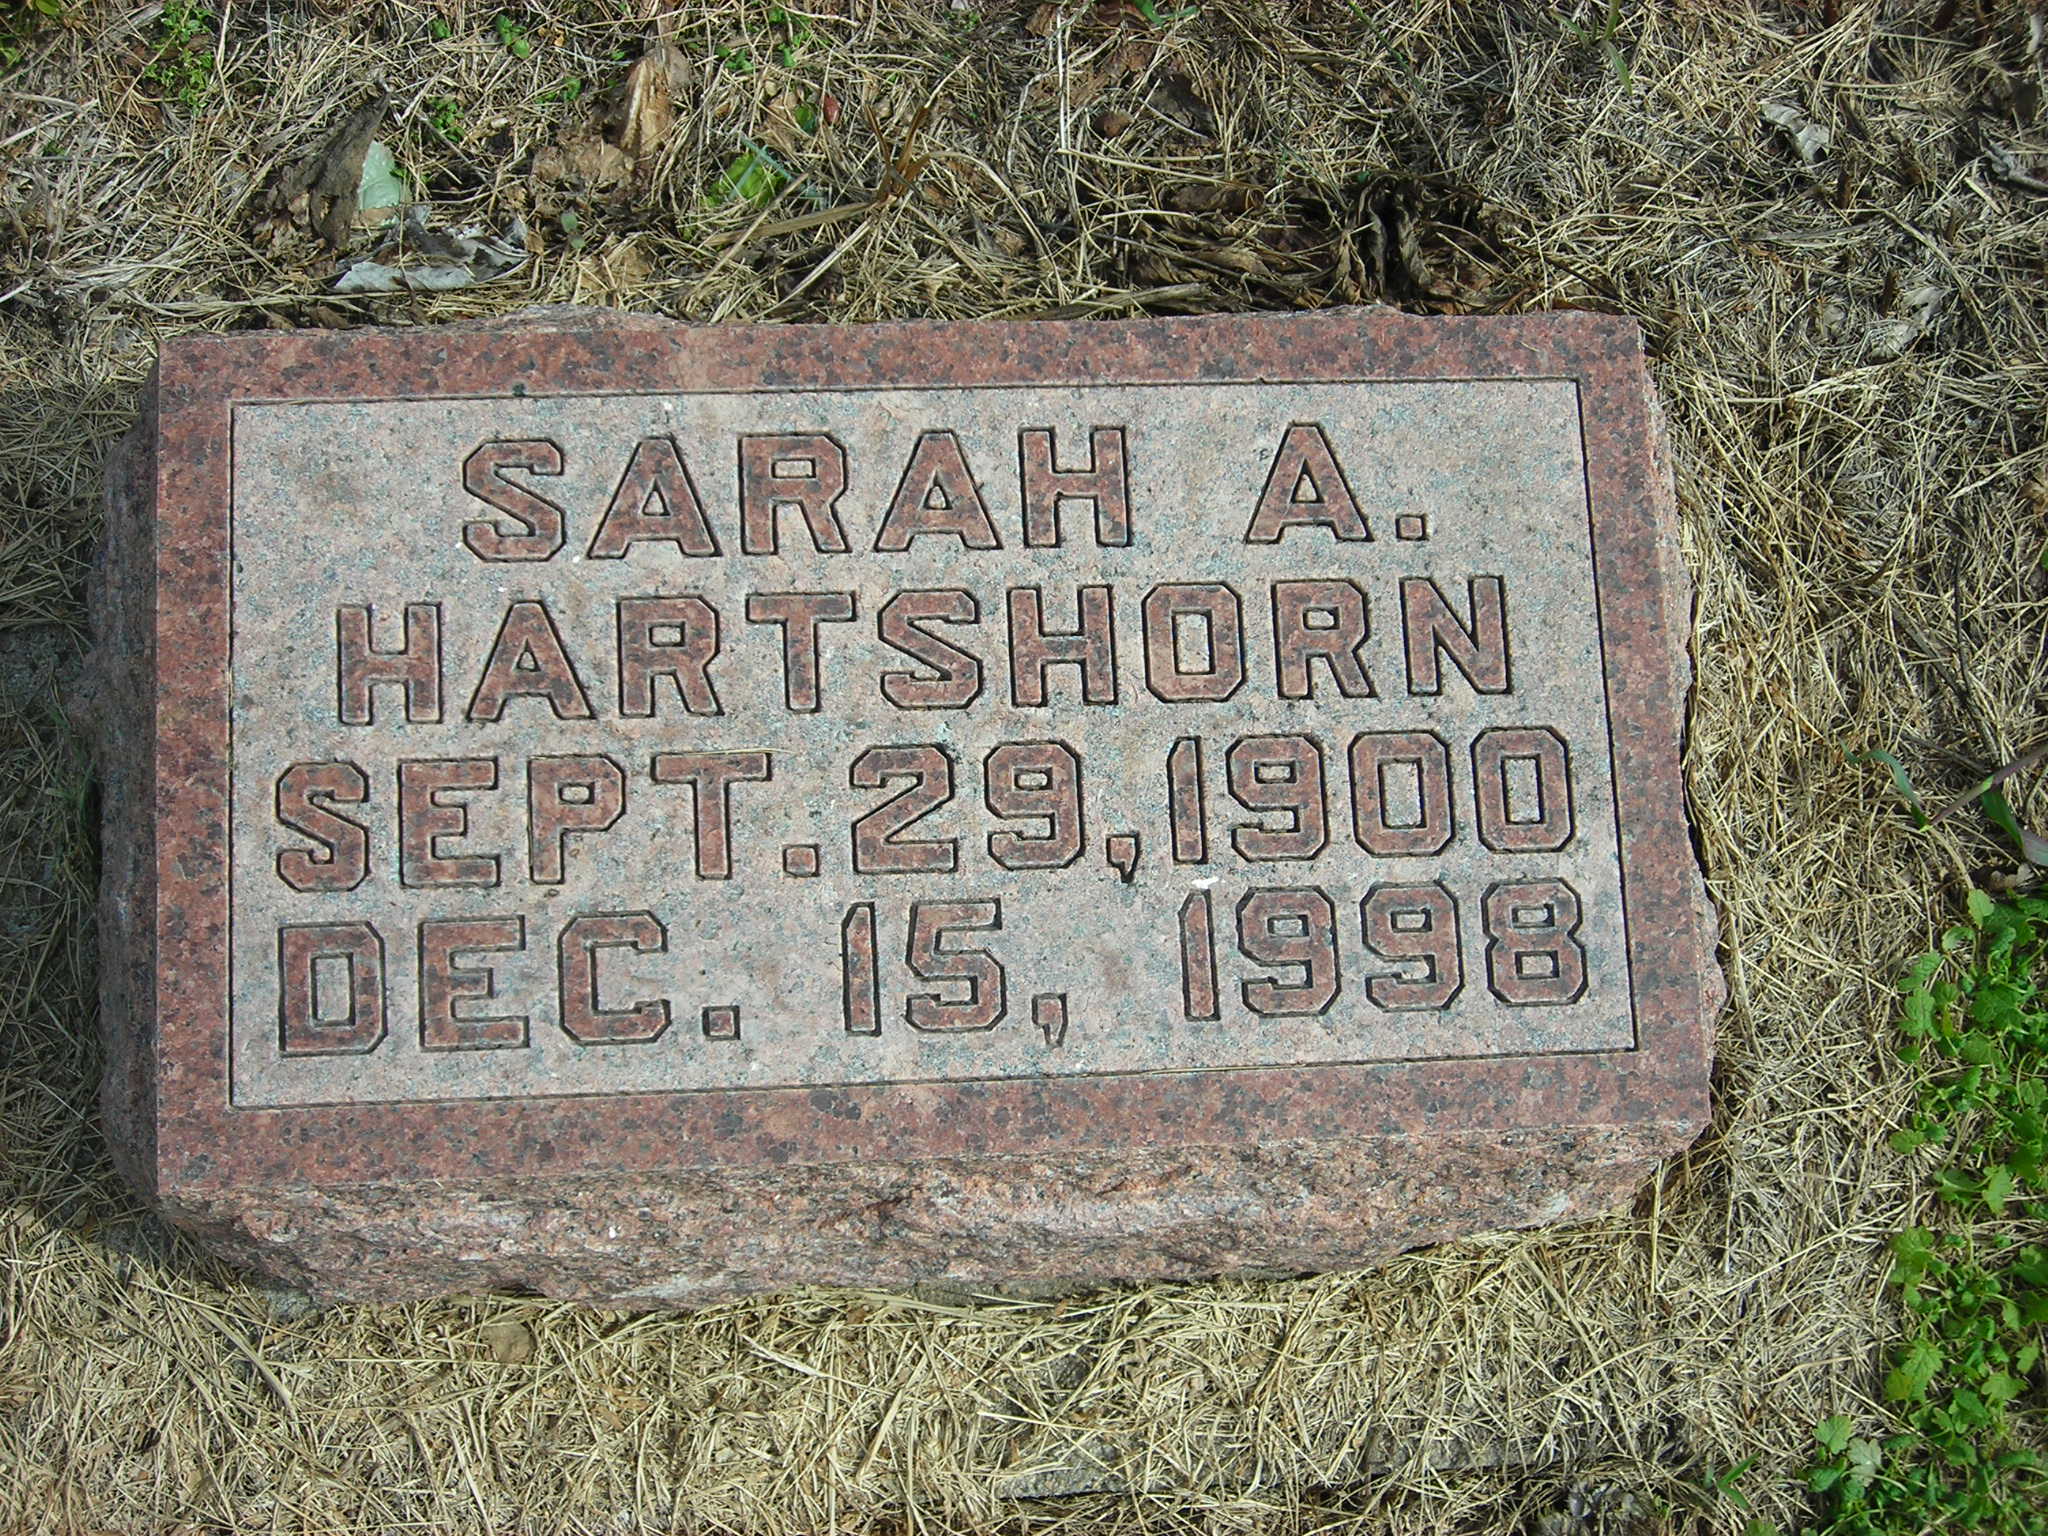 SARAH A.
HARTSHORN
SEPT. 29, 1900
DEC. 15, 1998